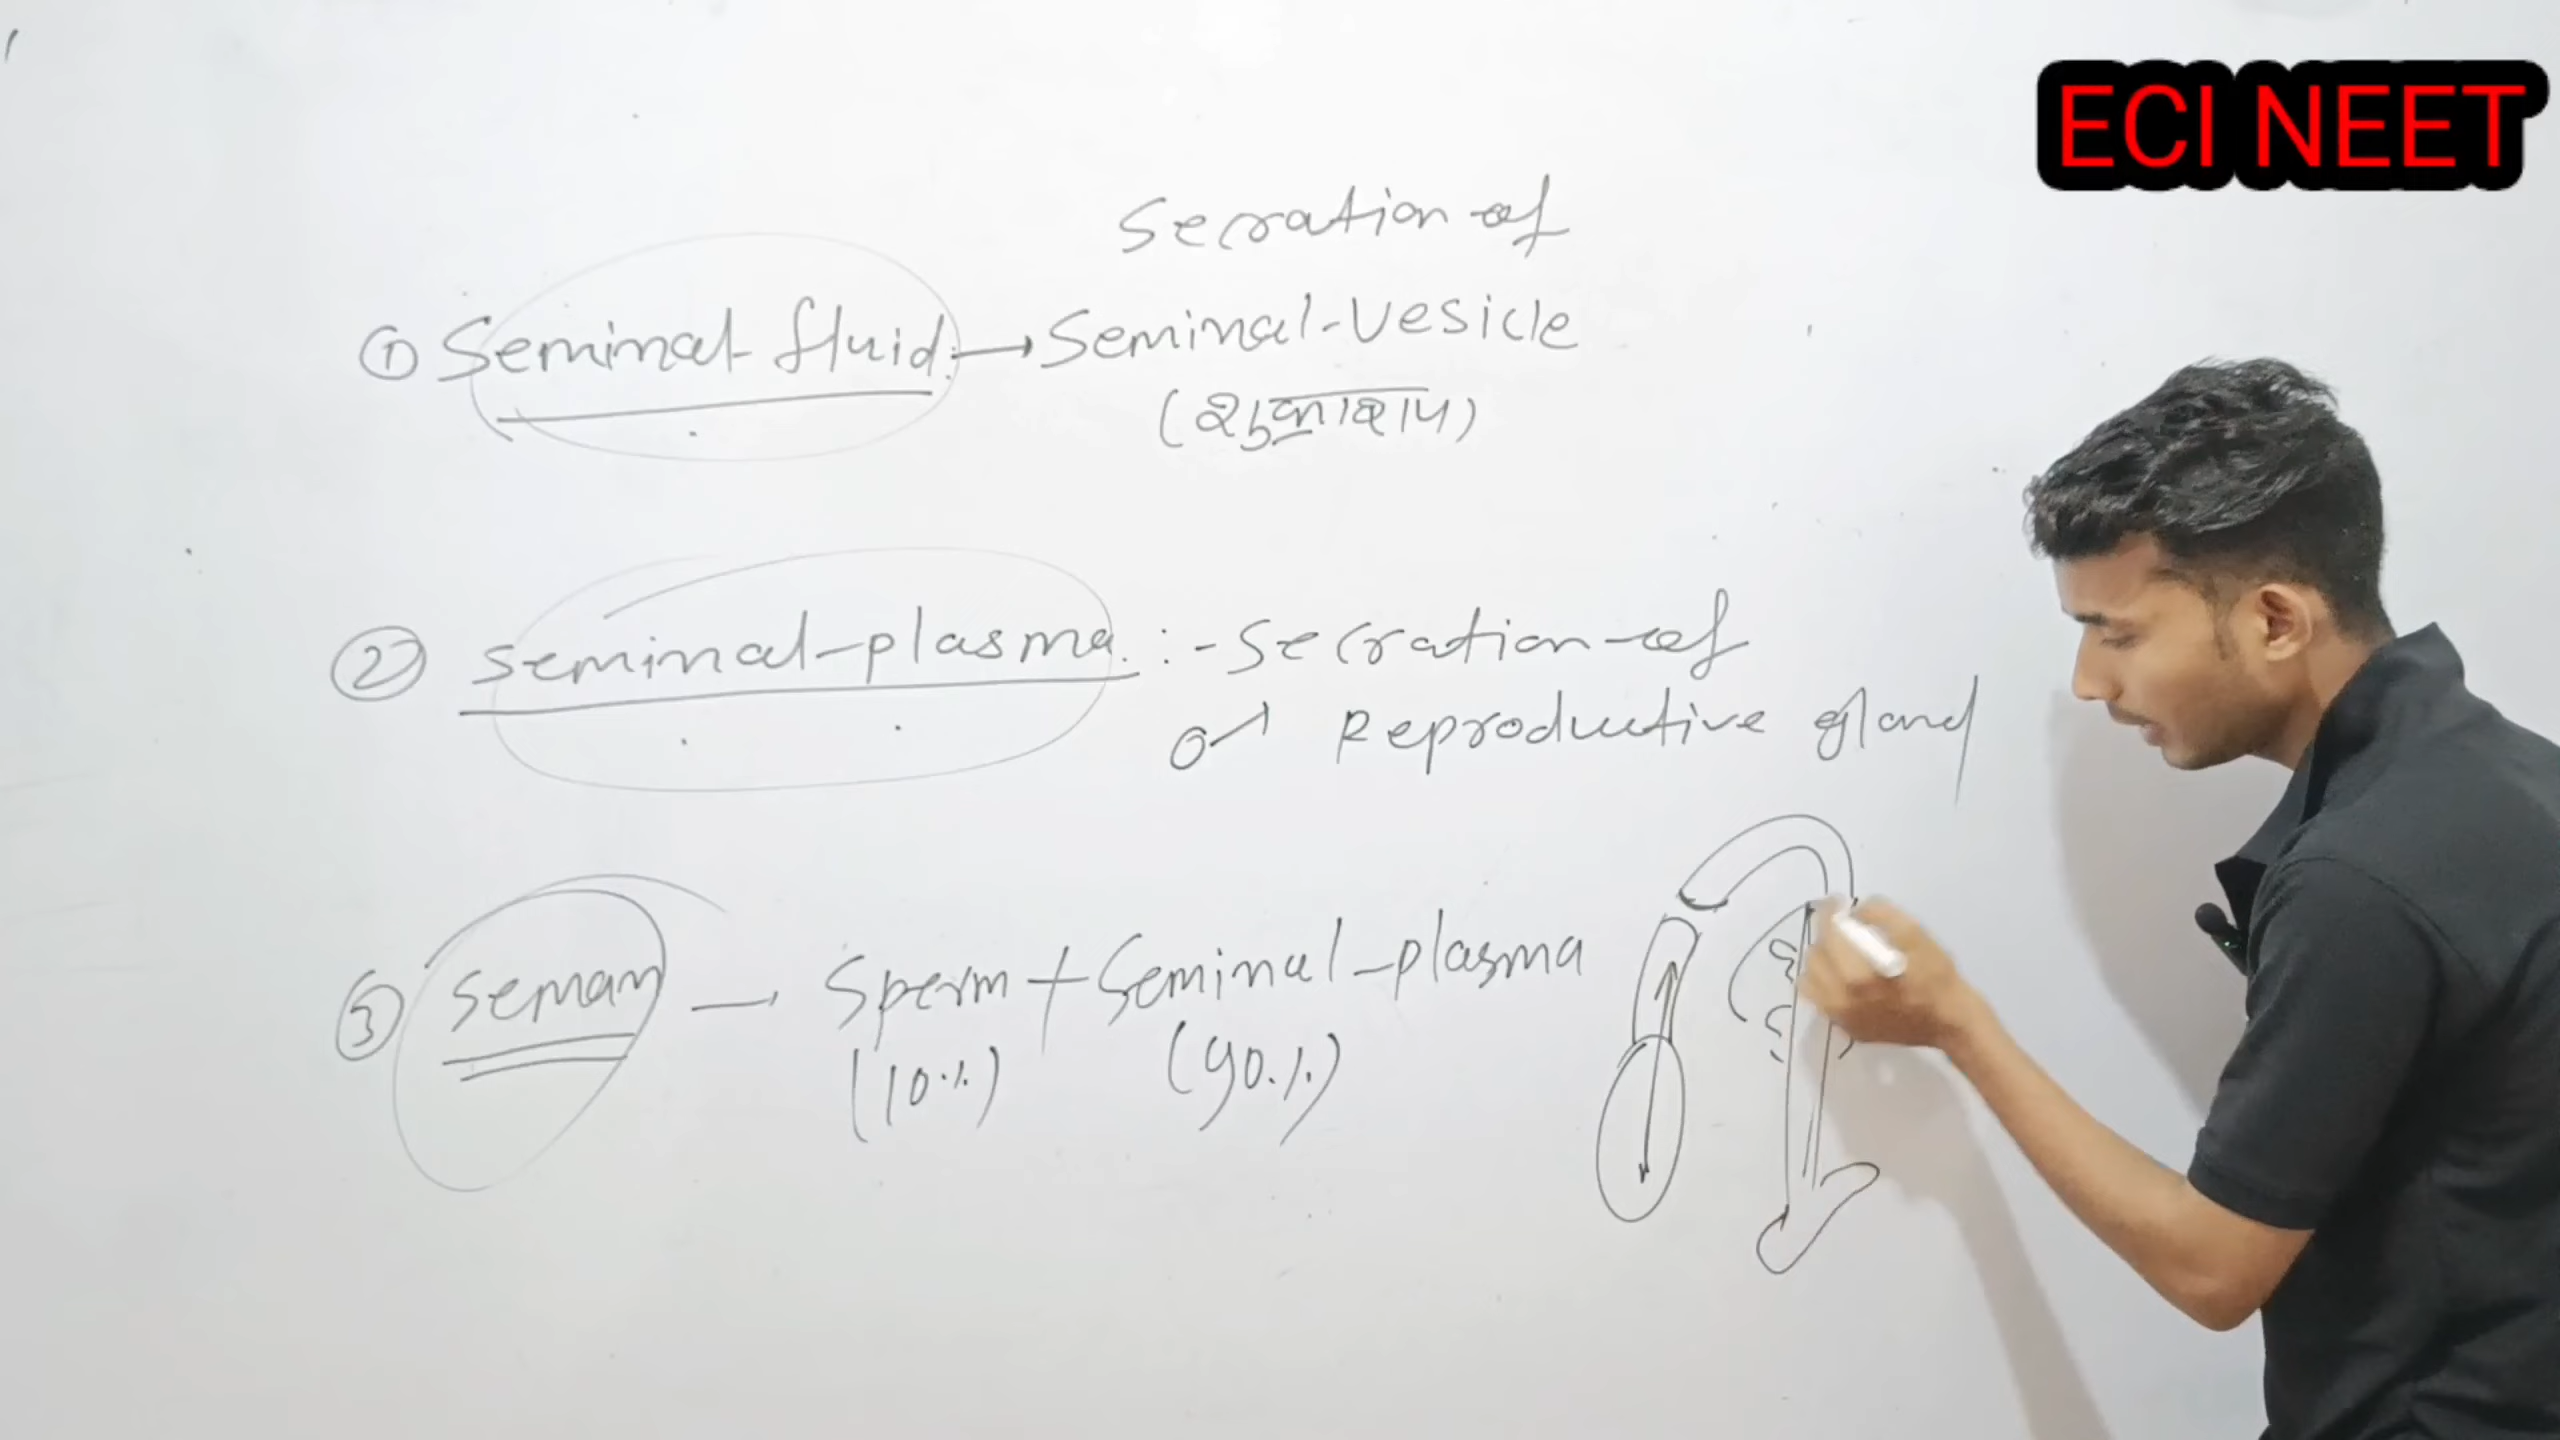 ECI NEET
Secration of
① Seminal fluid. → Seminal-Vesicle
(शुक्राशय)
② Seminal-plasma. :- Secration-of
Reproductive gland
③ Seman → Sperm + Seminal-plasma
(10%) (90%)